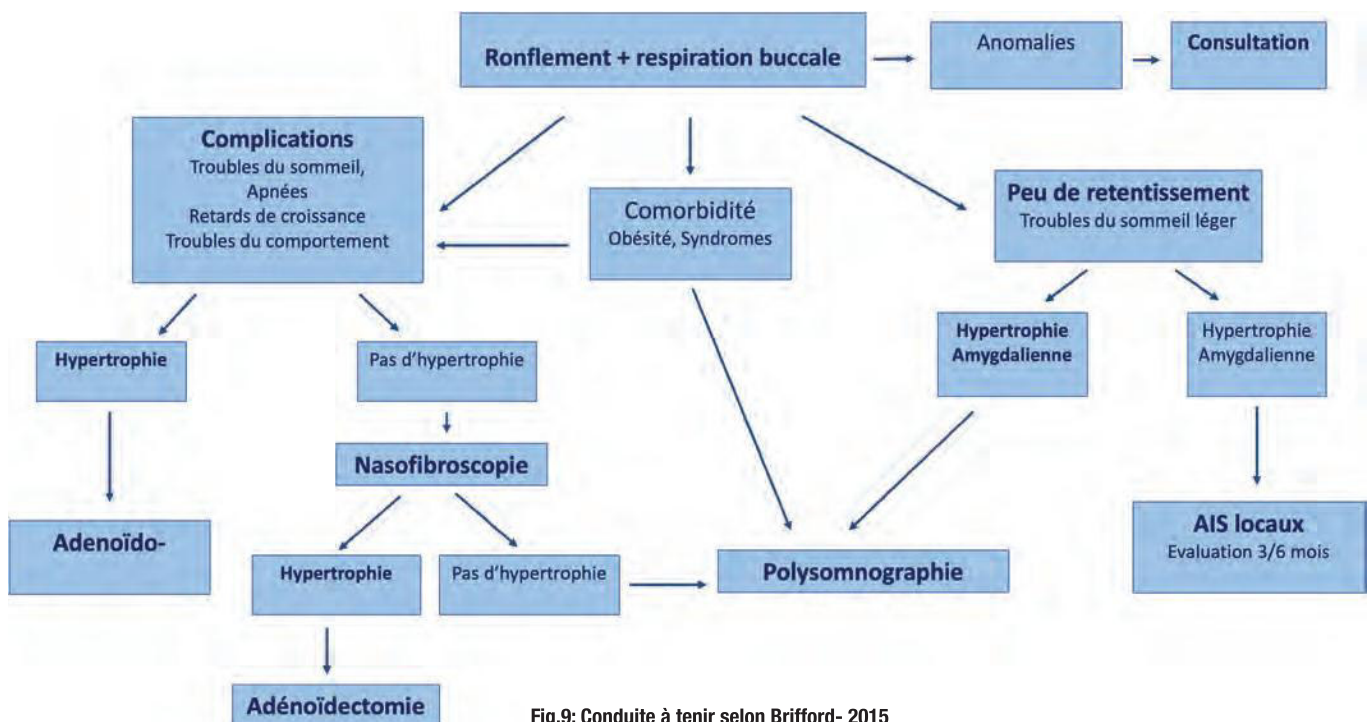 Ronflement + respiration buccale
Anomalies
Consultation
Complications
Troubles du sommeil,
Apnées
Retards de croissance
Troubles du comportement
Comorbidité
Obésité, Syndromes
Peu de retentissement
Troubles du sommeil léger
Hypertrophie
Pas d’hypertrophie
Hypertrophie
Amygdalienne
Hypertrophie
Amygdalienne
Nasofibroscopie
Adenoïdo-
Hypertrophie
Pas d’hypertrophie
Polysomnographie
AIS locaux
Evaluation 3/6 mois
Adénoïdectomie
Fig.9: Conduite à tenir selon Brifford- 2015